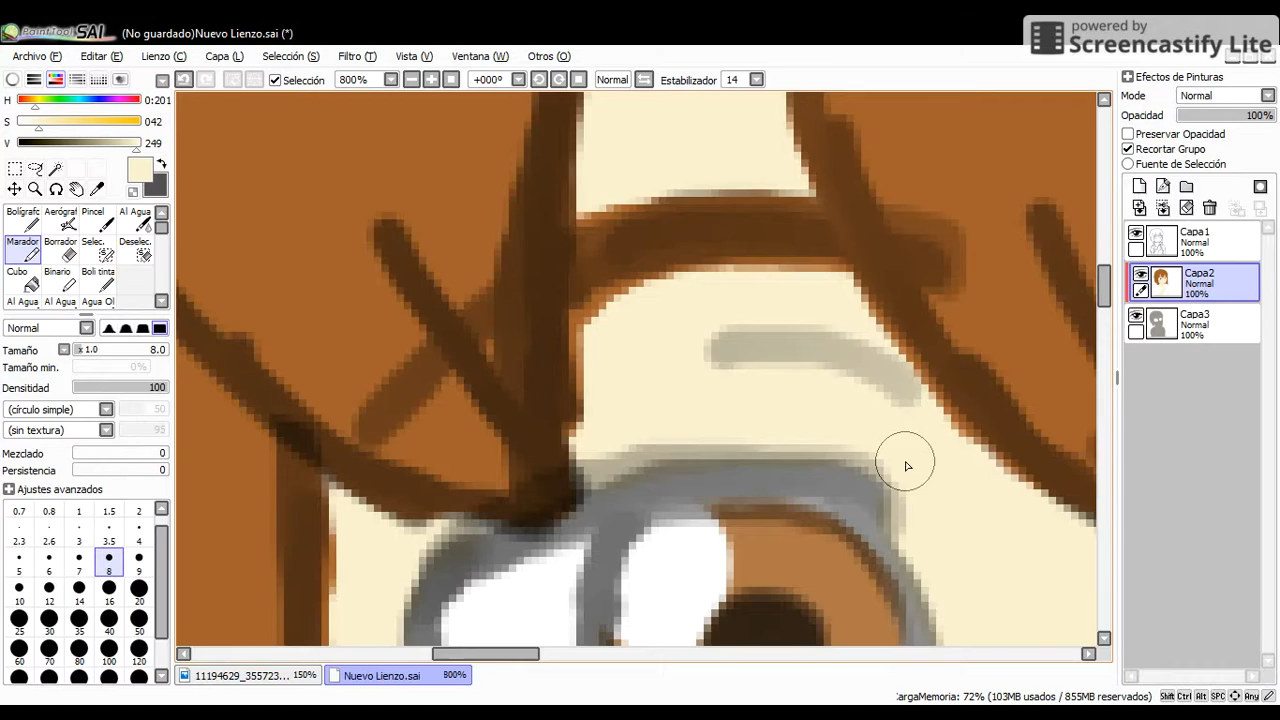 powered by
Screencastify Lite
PaintTool SAI (No guardado)Nuevo Lienzo.sai (*)
Archivo (F) Editar (E) Lienzo (C) Capa (L) Selección (S) Filtro (T) Vista (V) Ventana (W) Otros (O)
Selección 800% +000º Normal Estabilizador 14
H 0:201
S 042
V 249
Bolígrafc Aerógraf Pincel Al Agua
Marador Borrador Selec. Deselec.
Cubo Binario Boli tinta
Al Agua Al Agua Agua Ol
Normal
Tamaño x 1.0 8.0
Tamaño min. 0%
Densidad 100
(círculo simple) 50
(sin textura) 95
Mezclado 0
Persistencia 0
Ajustes avanzados
0.7 0.8 1 1.5 2
2.3 2.6 3 3.5 4
5 6 7 8 9
10 12 14 16 20
25 30 35 40 50
60 70 80 100 120
Efectos de Pinturas
Mode Normal
Opacidad 100%
Preservar Opacidad
Recortar Grupo
Fuente de Selección
Capa1
Normal
100%
Capa2
Normal
100%
Capa3
Normal
100%
11194629_355723... 150% Nuevo Lienzo.sai 800%
CargaMemoria: 72% (103MB usados / 855MB reservados) Shift Ctrl Alt SPC Any